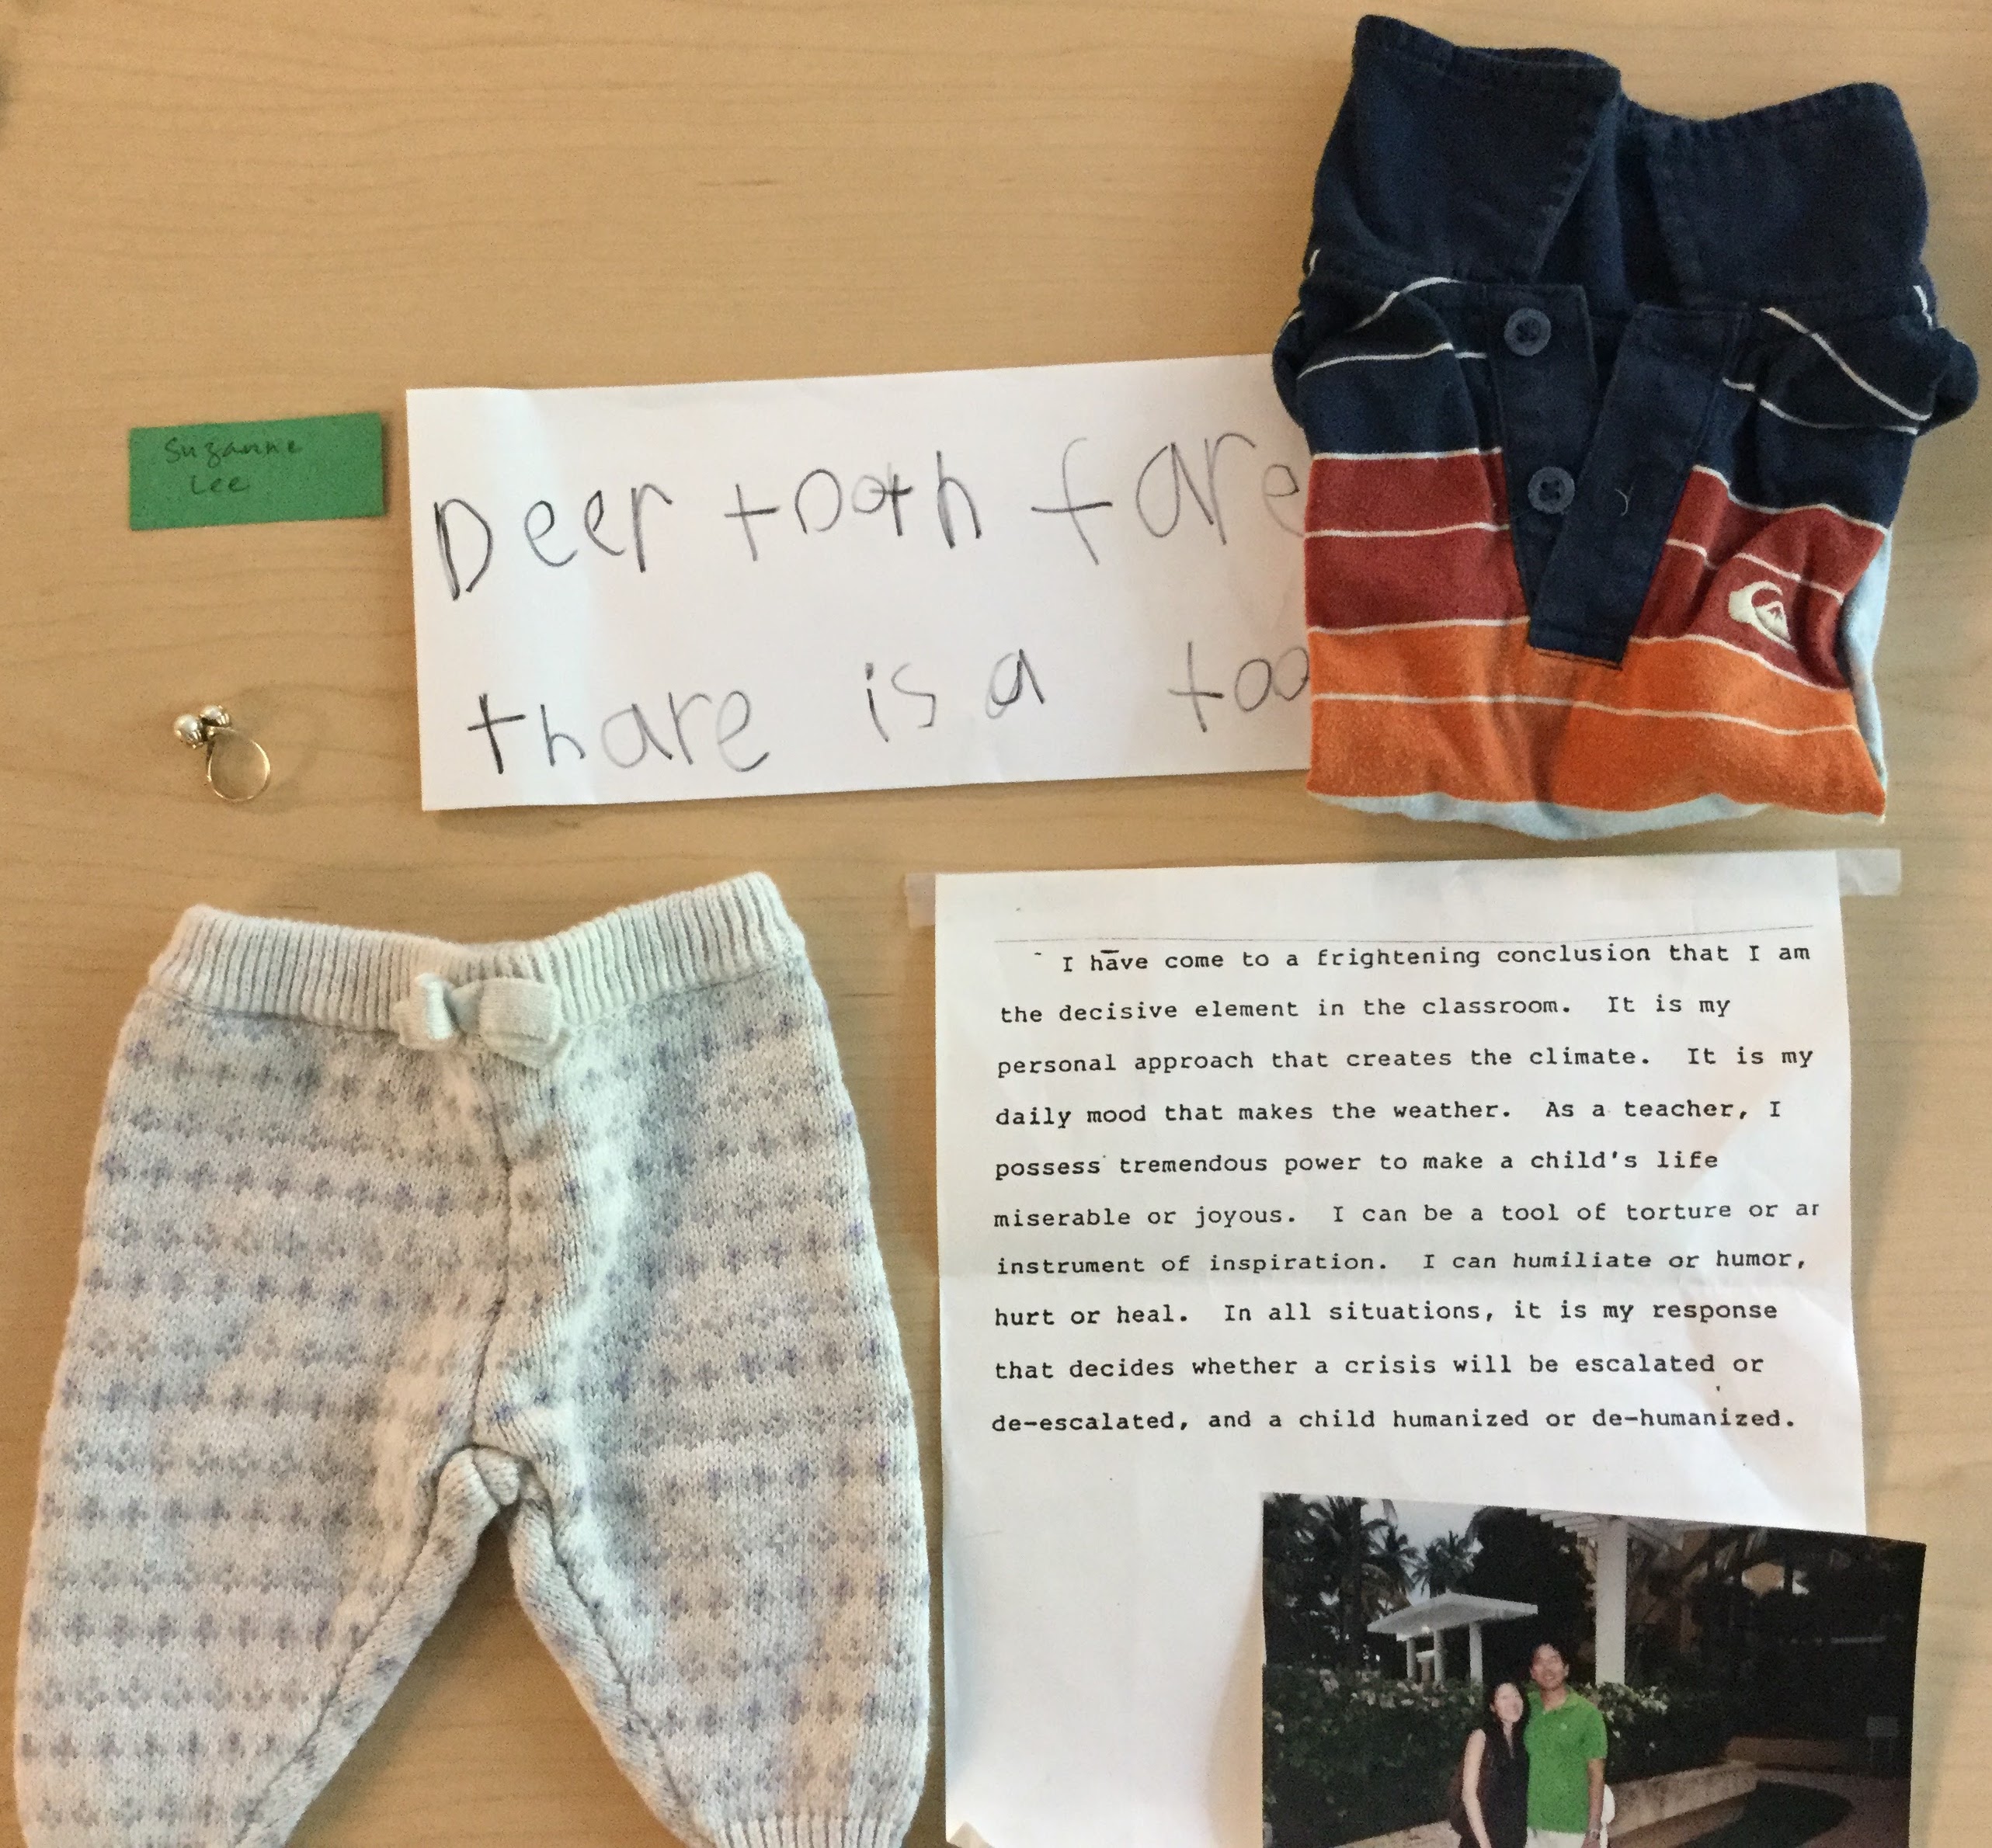 Suzanne
Lee
Deer tooth fare
thare is a too
I have come to a frightening conclusion that I am
the decisive element in the classroom. It is my
personal approach that creates the climate. It is my
daily mood that makes the weather. As a teacher, I
possess tremendous power to make a child's life
miserable or joyous. I can be a tool of torture or ar
instrument of inspiration. I can humiliate or humor,
hurt or heal. In all situations, it is my response
that decides whether a crisis will be escalated or
de-escalated, and a child humanized or de-humanized.